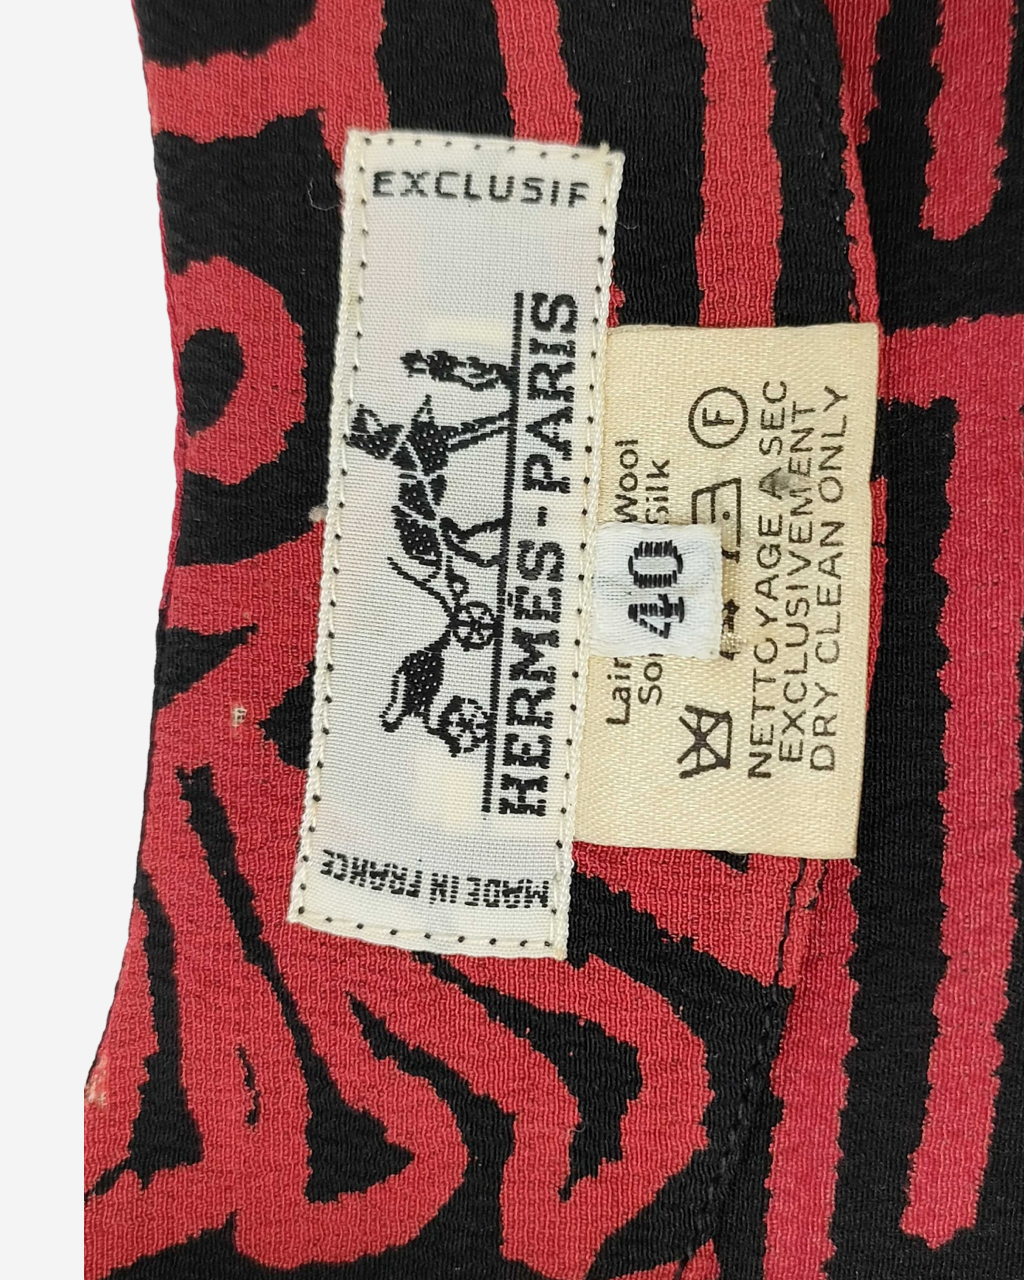 EXCLUSIF
HERMÈS-PARIS
MADE IN FRANCE
Wool
Silk
40
F
NETTOYAGE A SEC
EXCLUSIVEMENT
DRY CLEAN ONLY